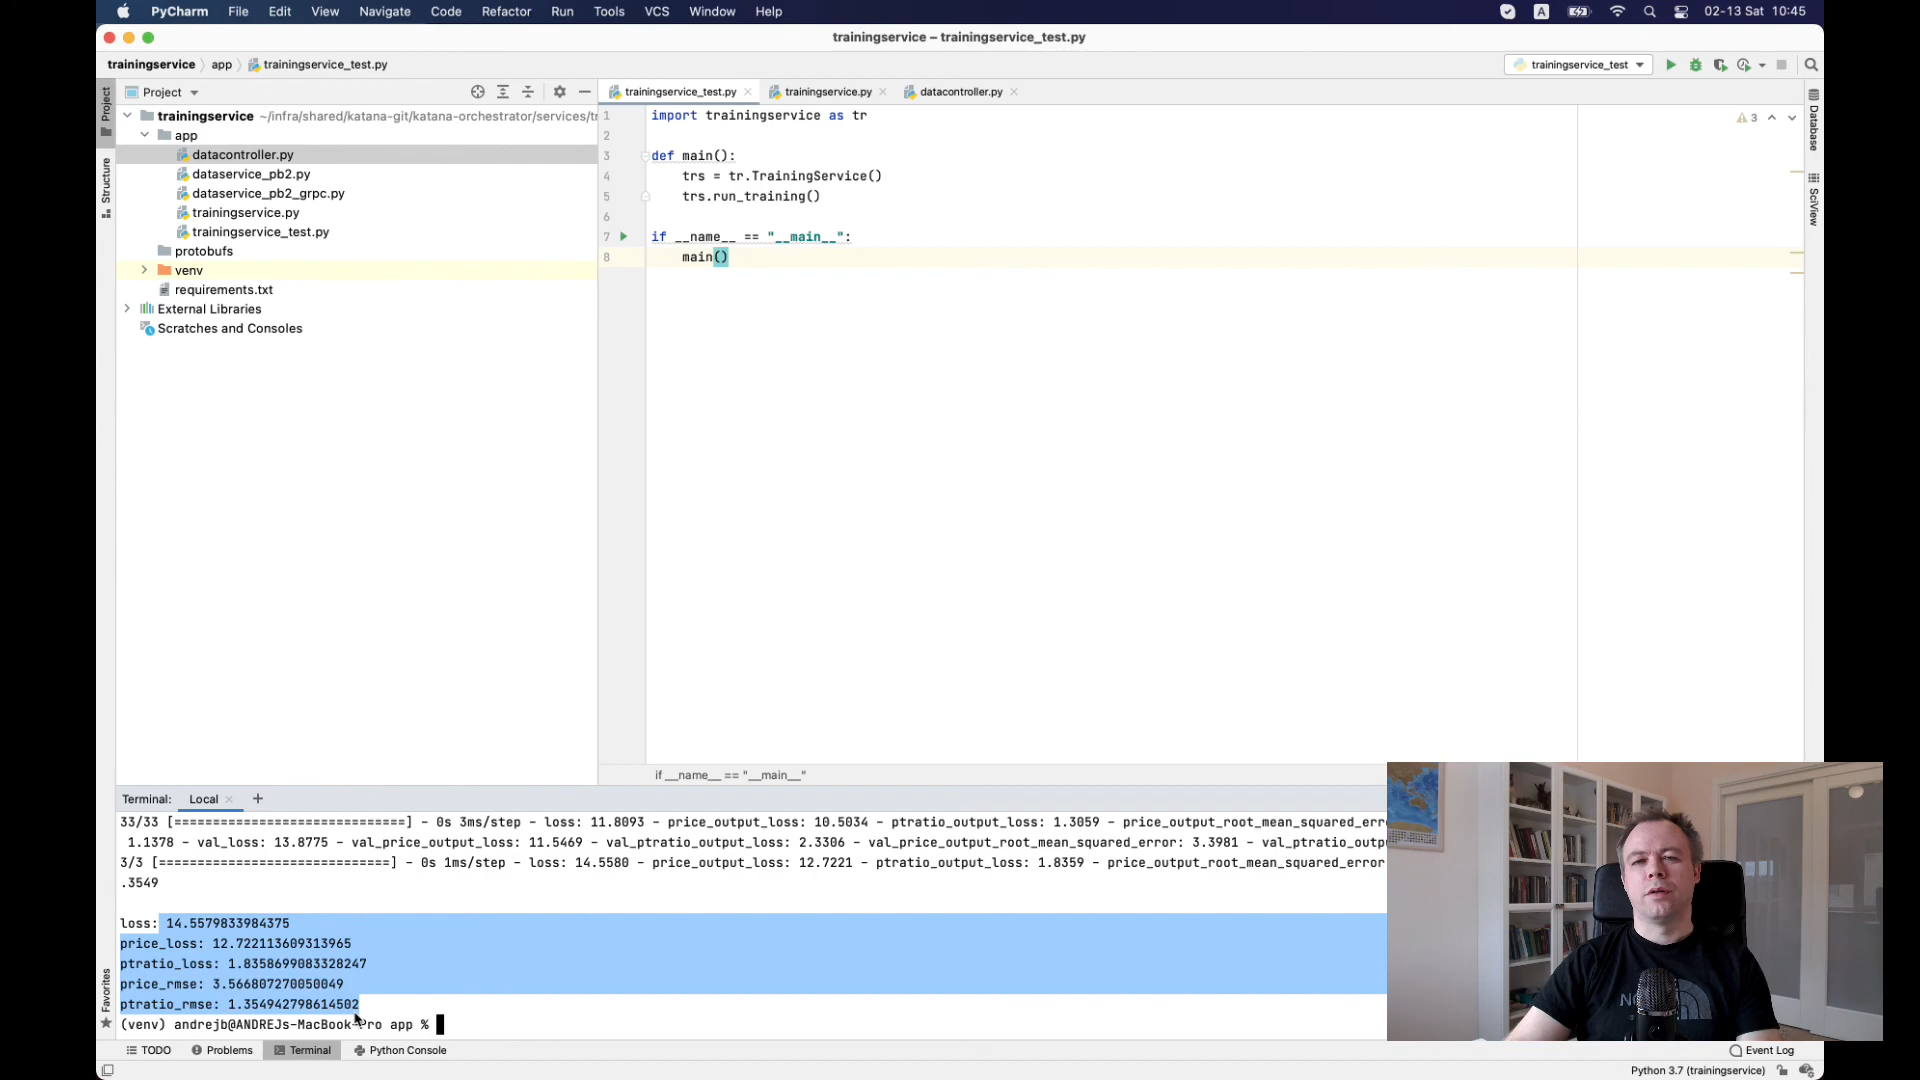 PyCharm File Edit View Navigate Code Refactor Run Tools VCS Window Help A 02-13 Sat 10:45
trainingservice – trainingservice_test.py
trainingservice app trainingservice_test.py trainingservice_test
Project
trainingservice_test.py trainingservice.py datacontroller.py
Project
Structure
Favorites
Database
SciView
trainingservice ~/infra/shared/katana-git/katana-orchestrator/services/tr
app
datacontroller.py
dataservice_pb2.py
dataservice_pb2_grpc.py
trainingservice.py
trainingservice_test.py
protobufs
venv
requirements.txt
External Libraries
Scratches and Consoles
1 import trainingservice as tr
2
3 def main():
4 trs = tr.TrainingService()
5 trs.run_training()
6
7 if __name__ == "__main__":
8 main()
3
if __name__ == "__main__"
Terminal: Local
33/33 [==============================] - 0s 3ms/step - loss: 11.8093 - price_output_loss: 10.5034 - ptratio_output_loss: 1.3059 - price_output_root_mean_squared_erro
1.1378 - val_loss: 13.8775 - val_price_output_loss: 11.5469 - val_ptratio_output_loss: 2.3306 - val_price_output_root_mean_squared_error: 3.3981 - val_ptratio_outpu
3/3 [==============================] - 0s 1ms/step - loss: 14.5580 - price_output_loss: 12.7221 - ptratio_output_loss: 1.8359 - price_output_root_mean_squared_error
.3549
loss: 14.5579833984375
price_loss: 12.722113609313965
ptratio_loss: 1.8358699083328247
price_rmse: 3.566807270050049
ptratio_rmse: 1.354942798614502
(venv) andrejb@ANDREJs-MacBook-Pro app %
TODO Problems Terminal Python Console Event Log
Python 3.7 (trainingservice)